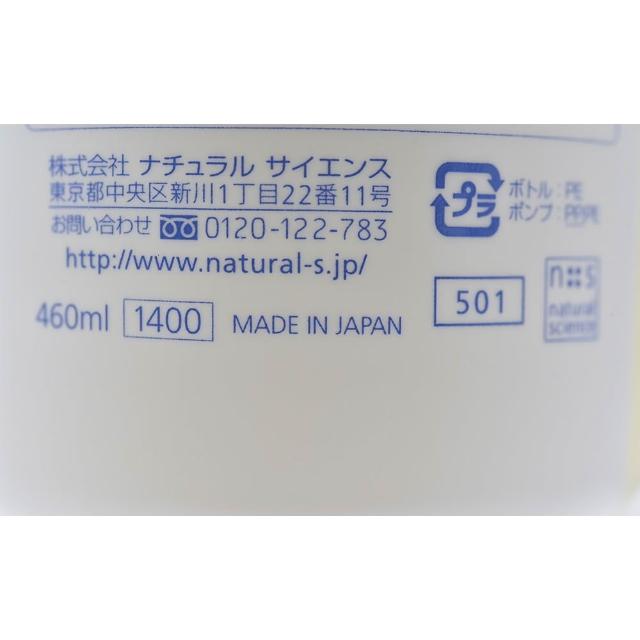 株式会社 ナチュラル サイエンス
東京都中央区新川1丁目22番11号
お問い合わせ 0120-122-783
http://www.natural-s.jp/
460ml 1400 MADE IN JAPAN
プラ
ボトル:PE
ポンプ:PP,PE
501
n s
natural
science